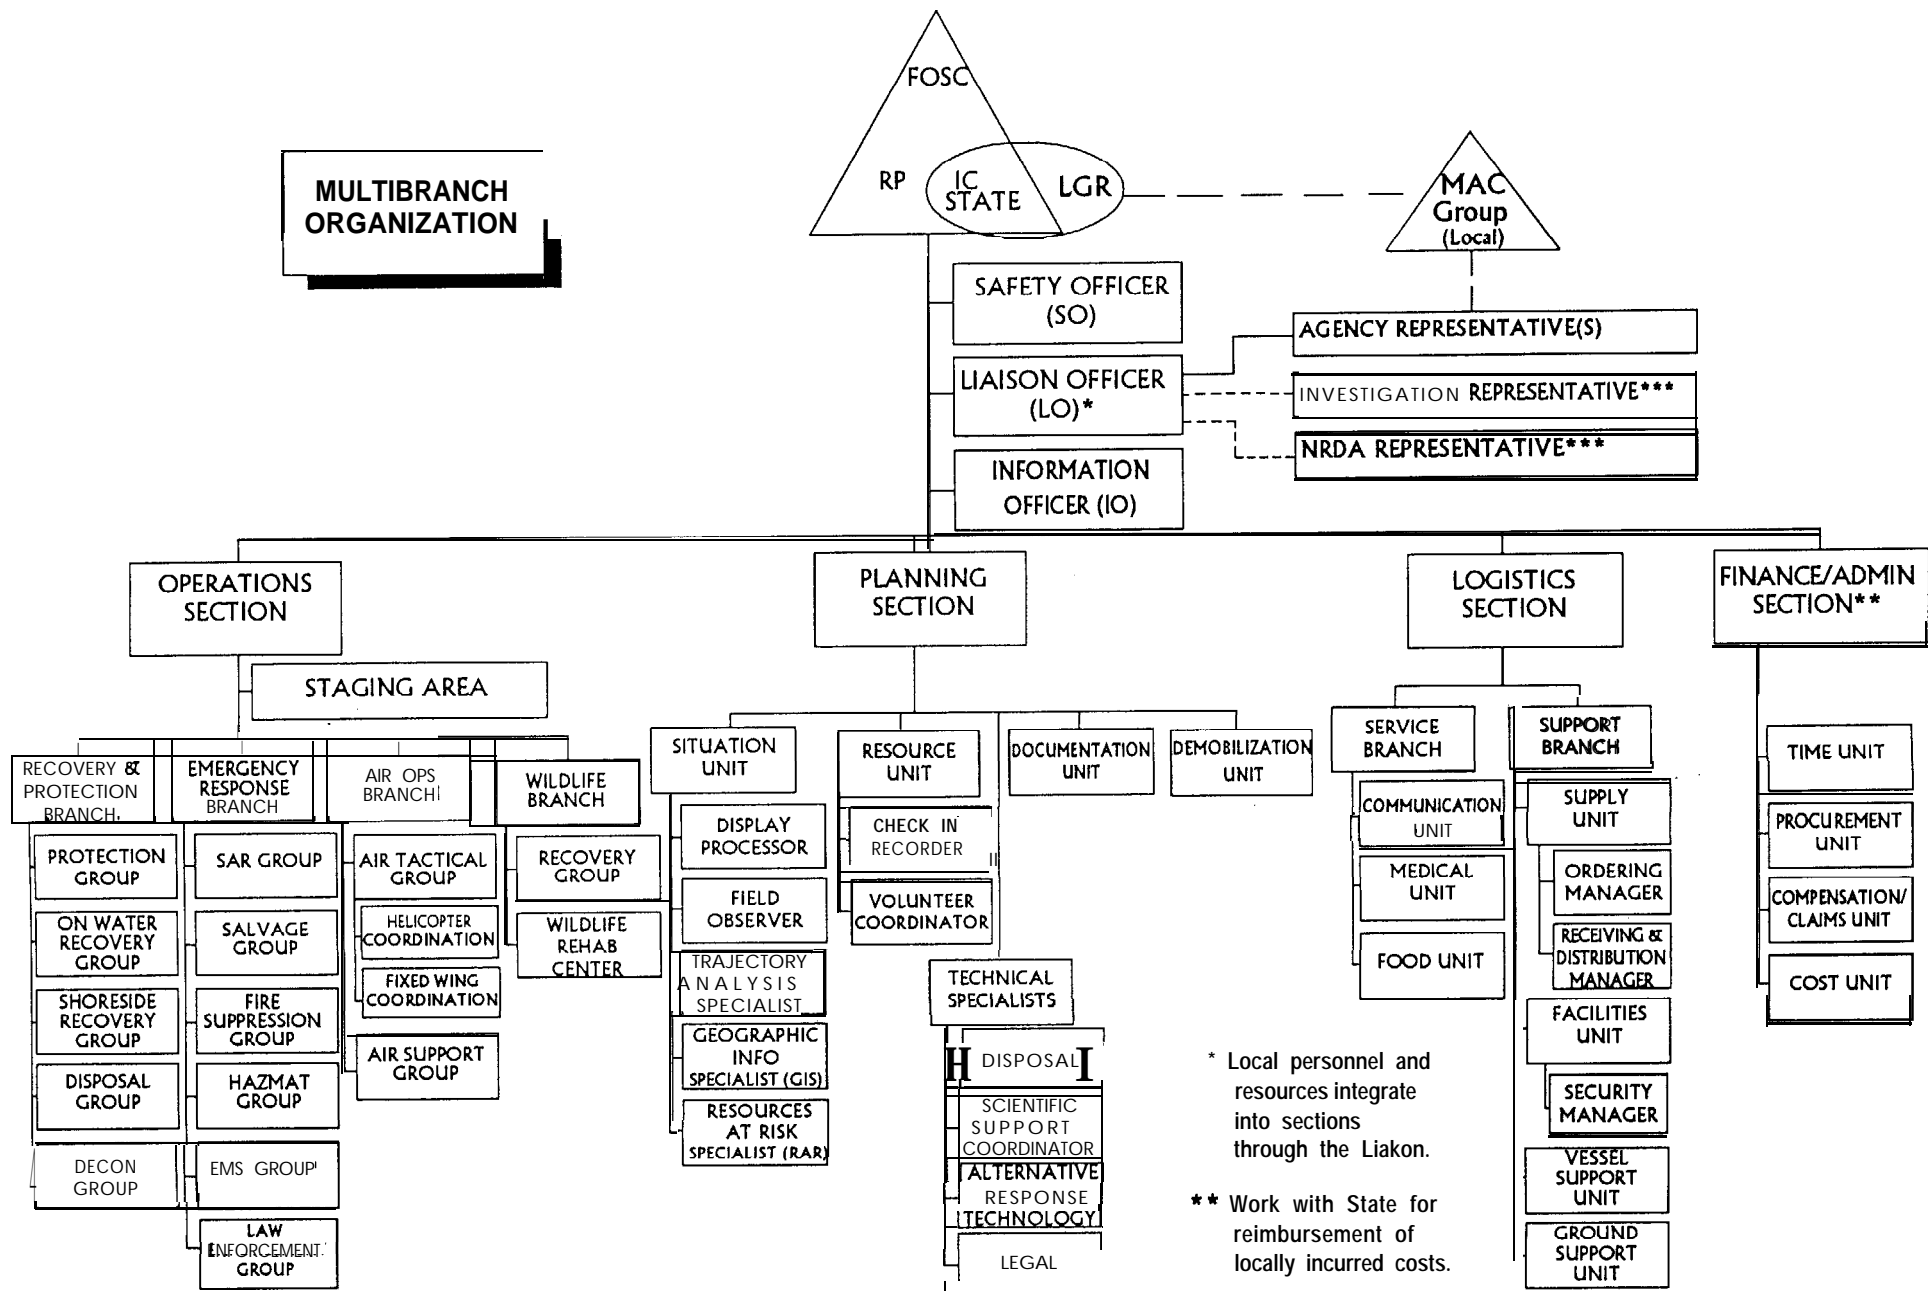 FOSC
RP
IC
STATE
LGR
MAC
Group
(Local)
MULTIBRANCH
ORGANIZATION
SAFETY OFFICER
(SO)
LIAISON OFFICER
(LO)*
INFORMATION
OFFICER (IO)
AGENCY REPRESENTATIVE(S)
INVESTIGATION REPRESENTATIVE***
NRDA REPRESENTATIVE***
OPERATIONS
SECTION
PLANNING
SECTION
LOGISTICS
SECTION
FINANCE/ADMIN
SECTION**
STAGING AREA
RECOVERY &
PROTECTION
BRANCH
EMERGENCY
RESPONSE
BRANCH
AIR OPS
BRANCH
WILDLIFE
BRANCH
PROTECTION
GROUP
ON WATER
RECOVERY
GROUP
SHORESIDE
RECOVERY
GROUP
DISPOSAL
GROUP
DECON
GROUP
SAR GROUP
SALVAGE
GROUP
FIRE
SUPPRESSION
GROUP
HAZMAT
GROUP
EMS GROUP
LAW
ENFORCEMENT
GROUP
AIR TACTICAL
GROUP
HELICOPTER
COORDINATION
FIXED WING
COORDINATION
AIR SUPPORT
GROUP
RECOVERY
GROUP
WILDLIFE
REHAB
CENTER
SITUATION
UNIT
DISPLAY
PROCESSOR
FIELD
OBSERVER
TRAJECTORY
ANALYSIS
SPECIALIST
GEOGRAPHIC
INFO
SPECIALIST (GIS)
RESOURCES
AT RISK
SPECIALIST (RAR)
RESOURCE
UNIT
CHECK IN
RECORDER
VOLUNTEER
COORDINATOR
TECHNICAL
SPECIALISTS
H DISPOSAL I
SCIENTIFIC
SUPPORT
COORDINATOR
ALTERNATIVE
RESPONSE
TECHNOLOGY
LEGAL
DOCUMENTATION
UNIT
DEMOBILIZATION
UNIT
SERVICE
BRANCH
COMMUNICATION
UNIT
MEDICAL
UNIT
FOOD UNIT
SUPPORT
BRANCH
SUPPLY
UNIT
ORDERING
MANAGER
RECEIVING &
DISTRIBUTION
MANAGER
FACILITIES
UNIT
SECURITY
MANAGER
VESSEL
SUPPORT
UNIT
GROUND
SUPPORT
UNIT
TIME UNIT
PROCUREMENT
UNIT
COMPENSATION/
CLAIMS UNIT
COST UNIT
* Local personnel and
resources integrate
into sections
through the Liakon.
** Work with State for
reimbursement of
locally incurred costs.